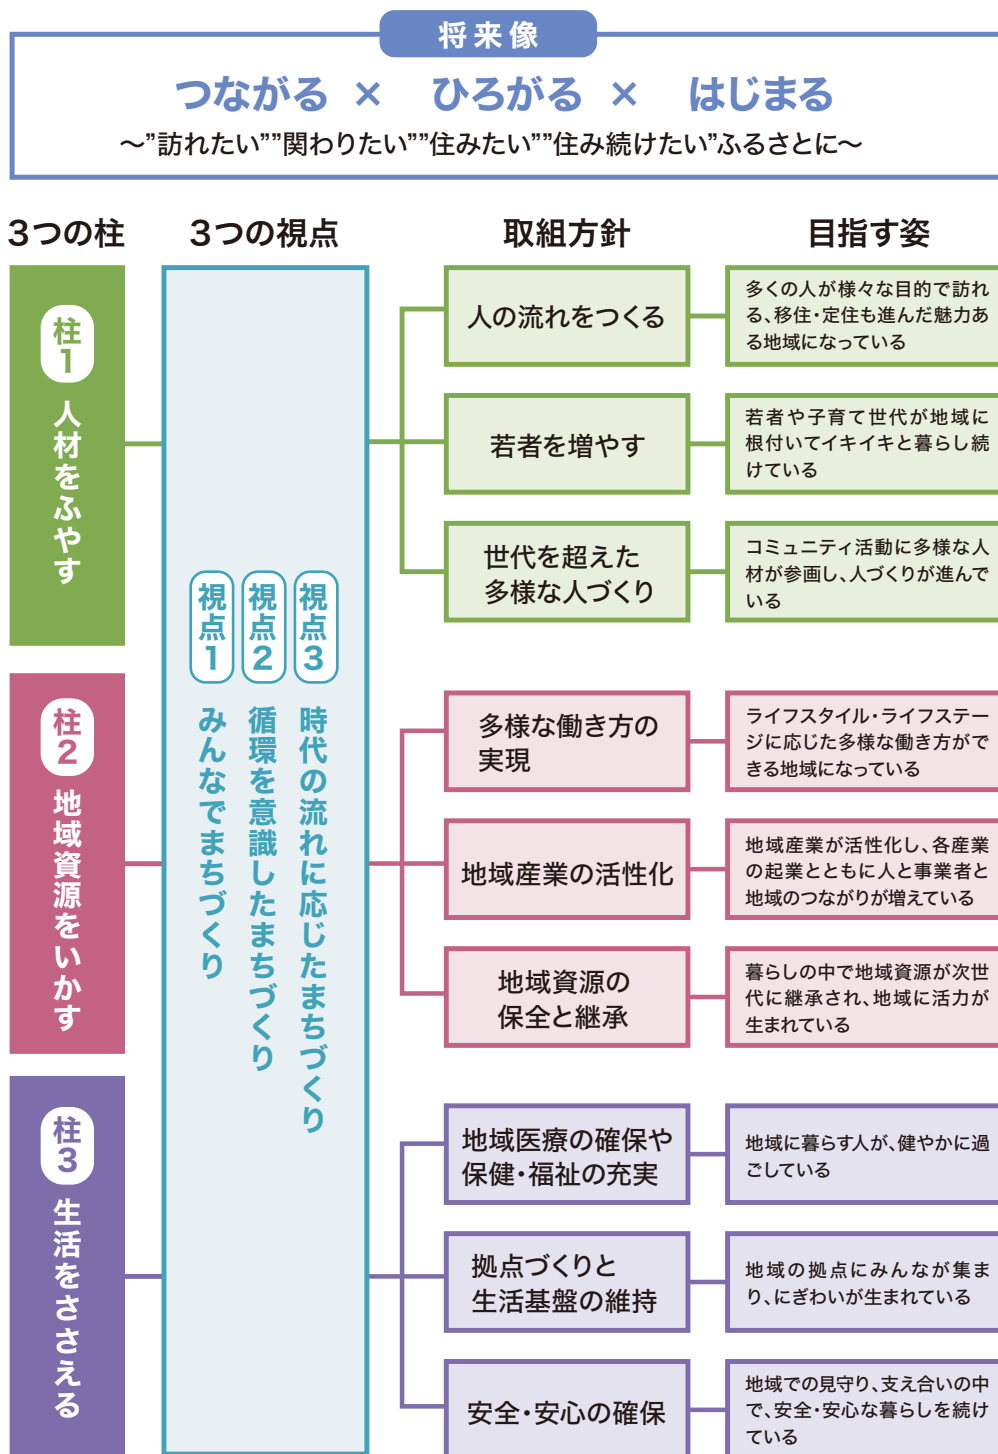 将来像
つながる × ひろがる × はじまる
～”訪れたい””関わりたい””住みたい””住み続けたい”ふるさとに～
3つの柱
3つの視点
取組方針
目指す姿
柱1
人材をふやす
視点1
みんなでまちづくり
視点2
循環を意識したまちづくり
視点3
時代の流れに応じたまちづくり
人の流れをつくる
多くの人が様々な目的で訪れ
る、移住・定住も進んだ魅力あ
る地域になっている
若者を増やす
若者や子育て世代が地域に
根付いてイキイキと暮らし続
けている
世代を超えた
多様な人づくり
コミュニティ活動に多様な人
材が参画し、人づくりが進んで
いる
柱2
地域資源をいかす
多様な働き方の
実現
ライフスタイル・ライフステー
ジに応じた多様な働き方がで
きる地域になっている
地域産業の活性化
地域産業が活性化し、各産業
の起業とともに人と事業者と
地域のつながりが増えている
地域資源の
保全と継承
暮らしの中で地域資源が次世
代に継承され、地域に活力が
生まれている
柱3
生活をささえる
地域医療の確保や
保健・福祉の充実
地域に暮らす人が、健やかに過
ごしている
拠点づくりと
生活基盤の維持
地域の拠点にみんなが集ま
り、にぎわいが生まれている
安全・安心の確保
地域での見守り、支え合いの中
で、安全・安心な暮らしを続け
ている